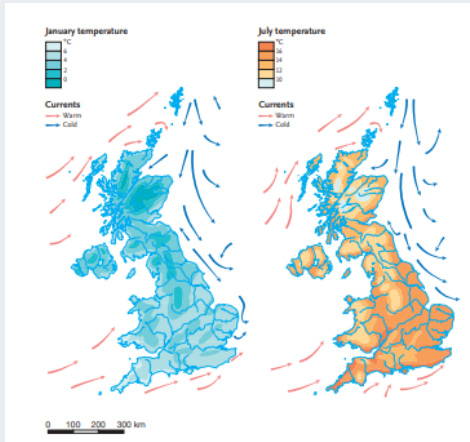 January temperature
°C
6
4
2
0
Currents
Warm
Cold
July temperature
°C
16
14
12
10
Currents
Warm
Cold
0 100 200 300 km